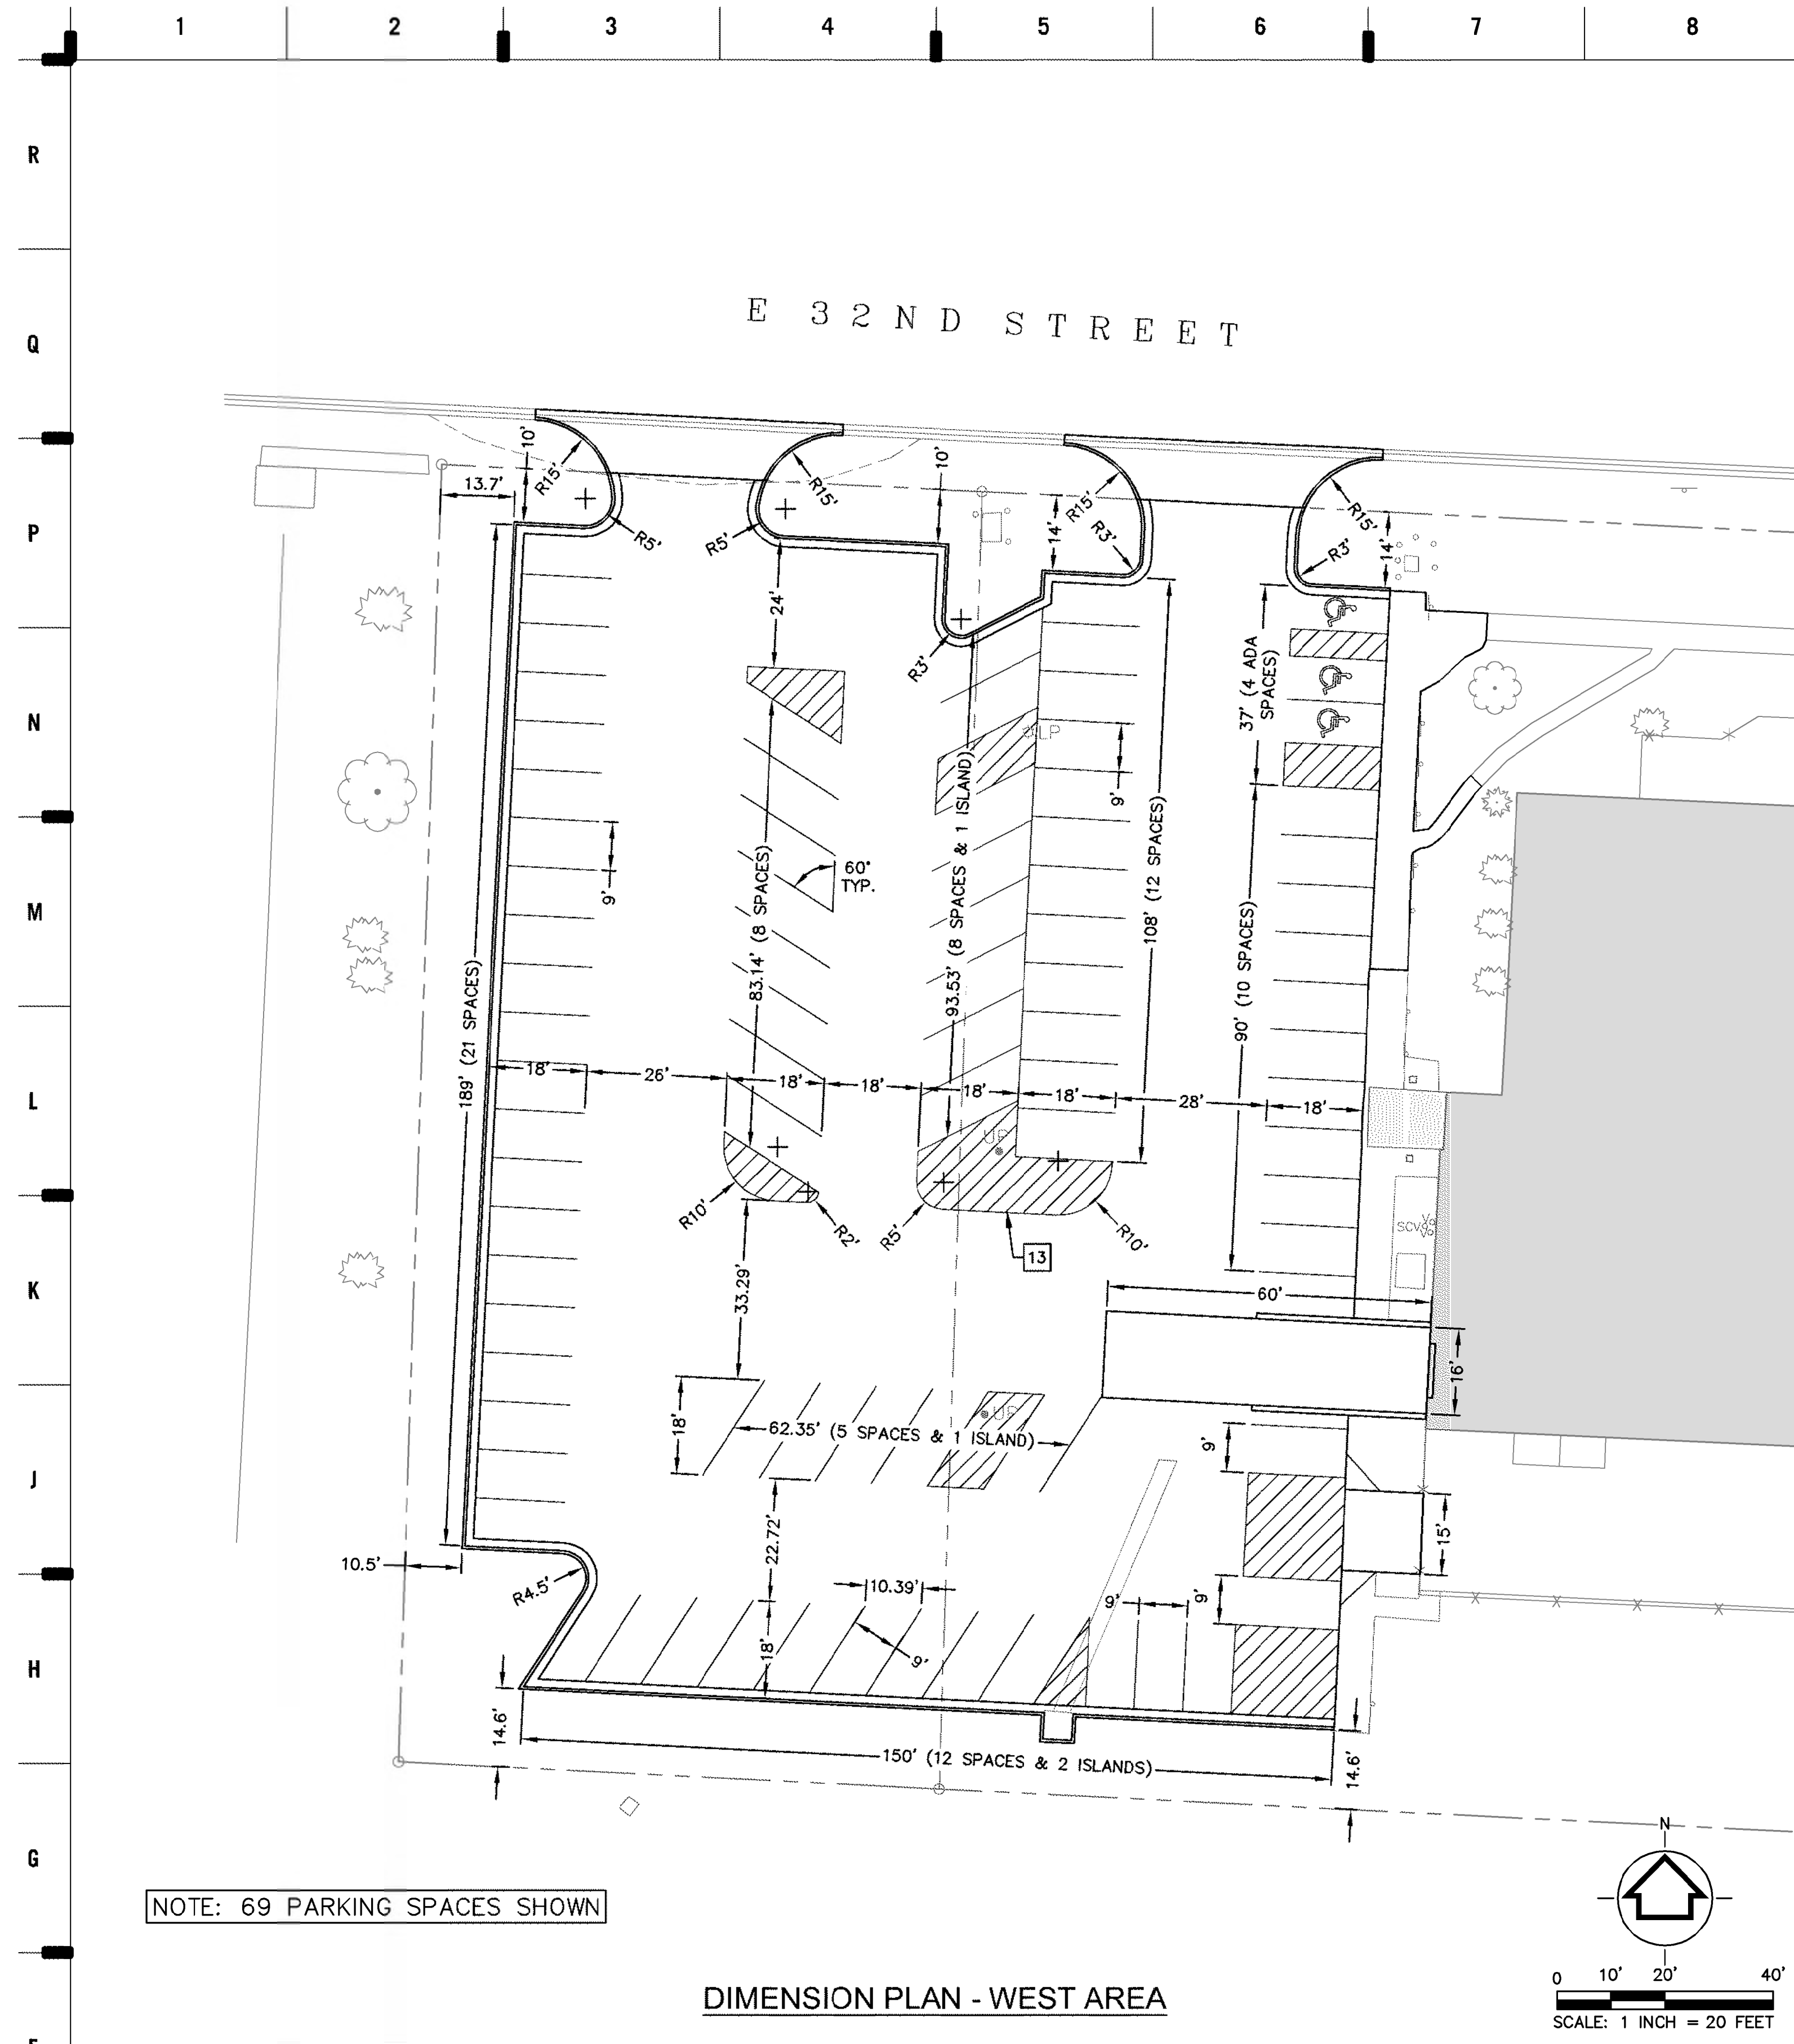 1 2 3 4 5 6 7 8
R
Q
P
N
M
L
K
J
H
G
E 32ND STREET
10'
R15'
13.7'
R5'
R15'
R5'
10'
14'
R15'
R3'
R15'
R3'
14'
24'
R3'
37' (4 ADA
SPACES)
LP
9'
9'
60°
TYP.
189' (21 SPACES)
83.14' (8 SPACES)
93.53' (8 SPACES & 1 ISLAND)
108' (12 SPACES)
90' (10 SPACES)
18'
26'
18'
18'
18'
18'
28'
18'
UP
R10'
R2'
R5'
R10'
13
SCV
33.29'
60'
16'
18'
UP
62.35' (5 SPACES & 1 ISLAND)
9'
22.72'
15'
10.5'
R4.5'
10.39'
9'
9'
18'
9'
14.6'
150' (12 SPACES & 2 ISLANDS)
14.6'
N
NOTE: 69 PARKING SPACES SHOWN
DIMENSION PLAN - WEST AREA
0 10' 20' 40'
SCALE: 1 INCH = 20 FEET